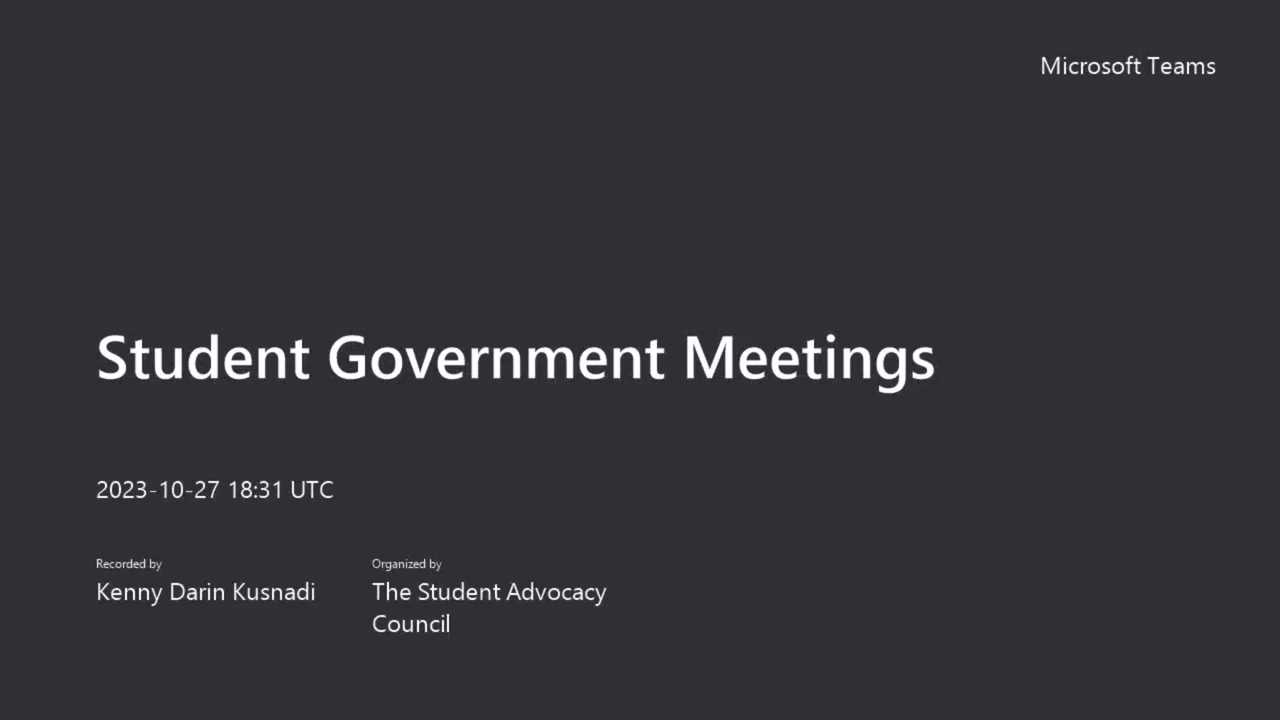 Microsoft Teams
Student Government Meetings
2023-10-27 18:31 UTC
Recorded by
Kenny Darin Kusnadi
Organized by
The Student Advocacy
Council